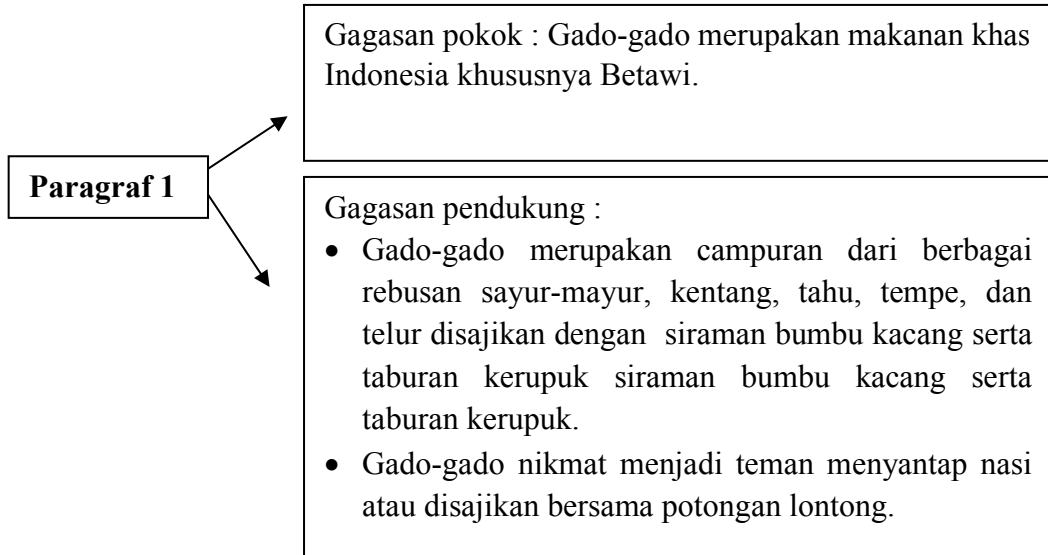 Gagasan pokok : Gado-gado merupakan makanan khas
Indonesia khususnya Betawi.
Paragraf 1
Gagasan pendukung :
• Gado-gado merupakan campuran dari berbagai
rebusan sayur-mayur, kentang, tahu, tempe, dan
telur disajikan dengan siraman bumbu kacang serta
taburan kerupuk siraman bumbu kacang serta
taburan kerupuk.
• Gado-gado nikmat menjadi teman menyantap nasi
atau disajikan bersama potongan lontong.